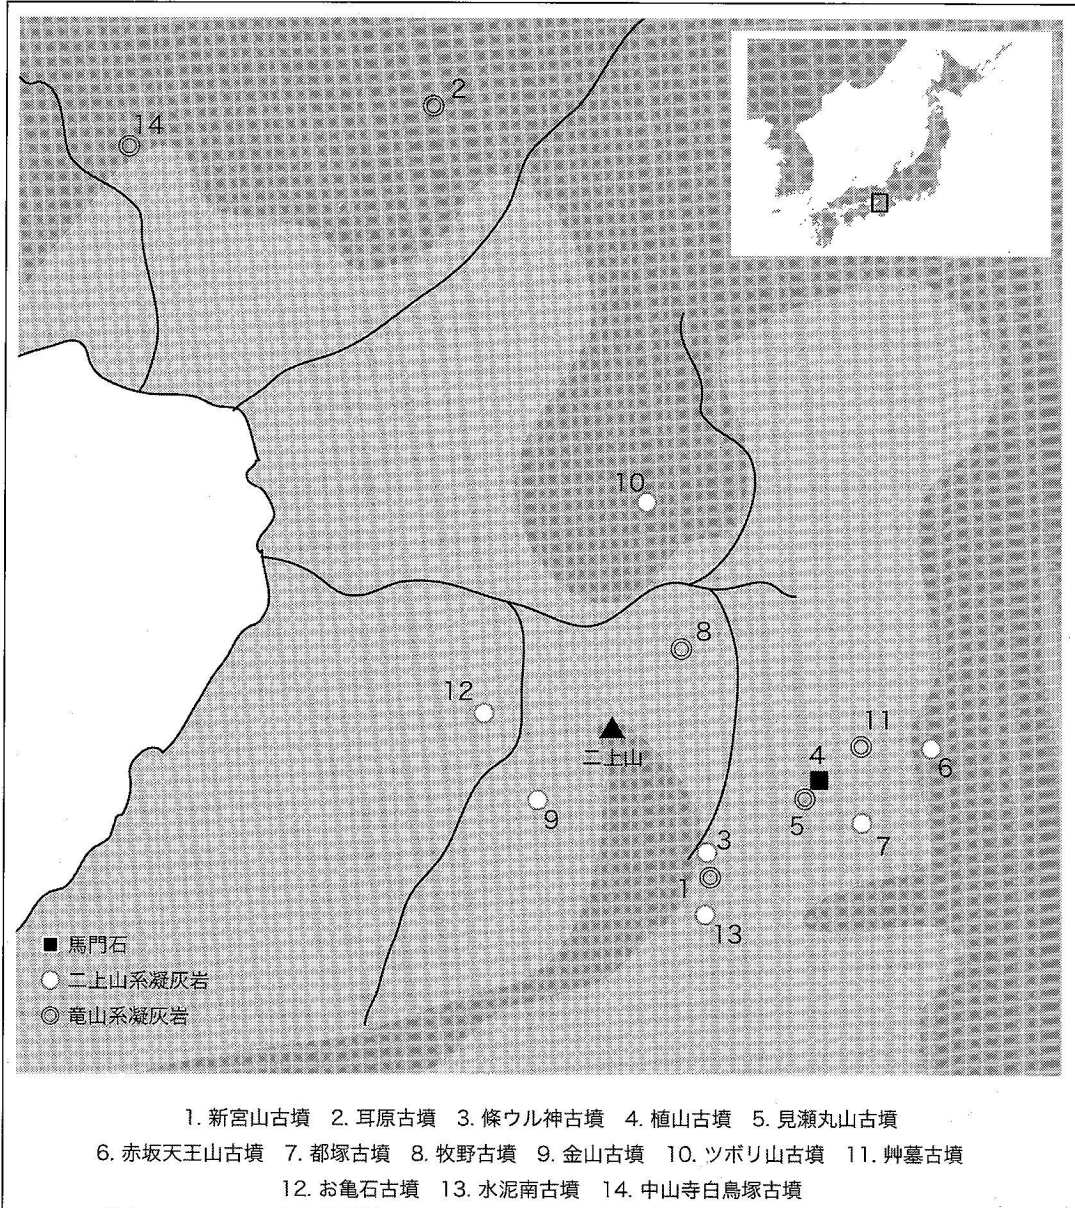 14
2
10
8
12
二上山
11
4
6
5
9
7
3
1
13
■ 馬門石
○ 二上山系凝灰岩
◎ 竜山系凝灰岩
1. 新宮山古墳 2. 耳原古墳 3. 條ウル神古墳 4. 植山古墳 5. 見瀬丸山古墳
6. 赤坂天王山古墳 7. 都塚古墳 8. 牧野古墳 9. 金山古墳 10. ツボリ山古墳 11. 艸墓古墳
12. お亀石古墳 13. 水泥南古墳 14. 中山寺白鳥塚古墳